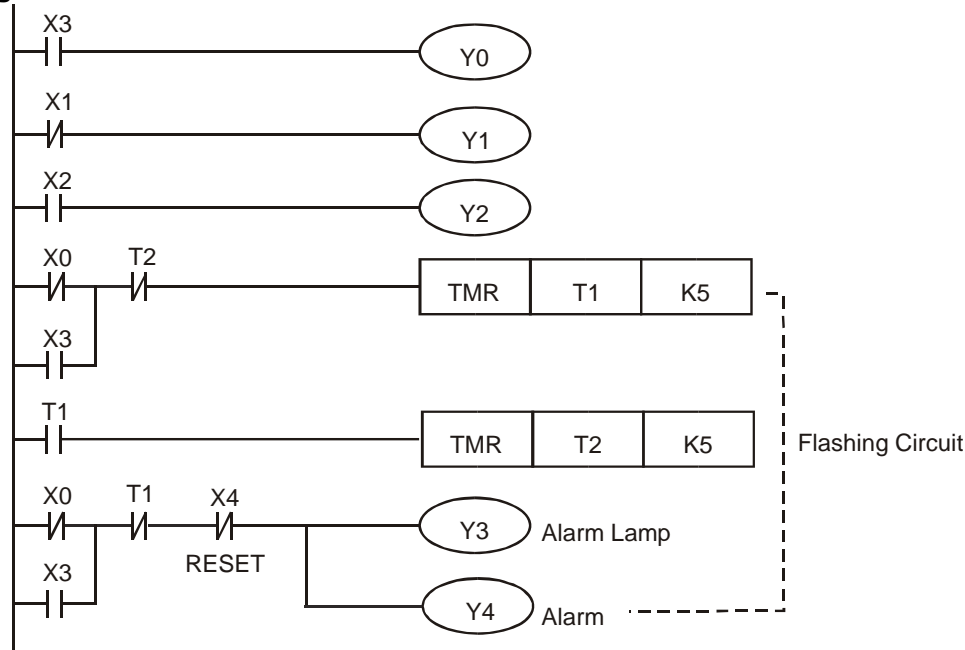 X3
Y0
X1
Y1
X2
Y2
X0 T2
TMR T1 K5
X3
T1
TMR T2 K5
Flashing Circuit
X0 T1 X4
Y3 Alarm Lamp
RESET
X3
Y4 Alarm